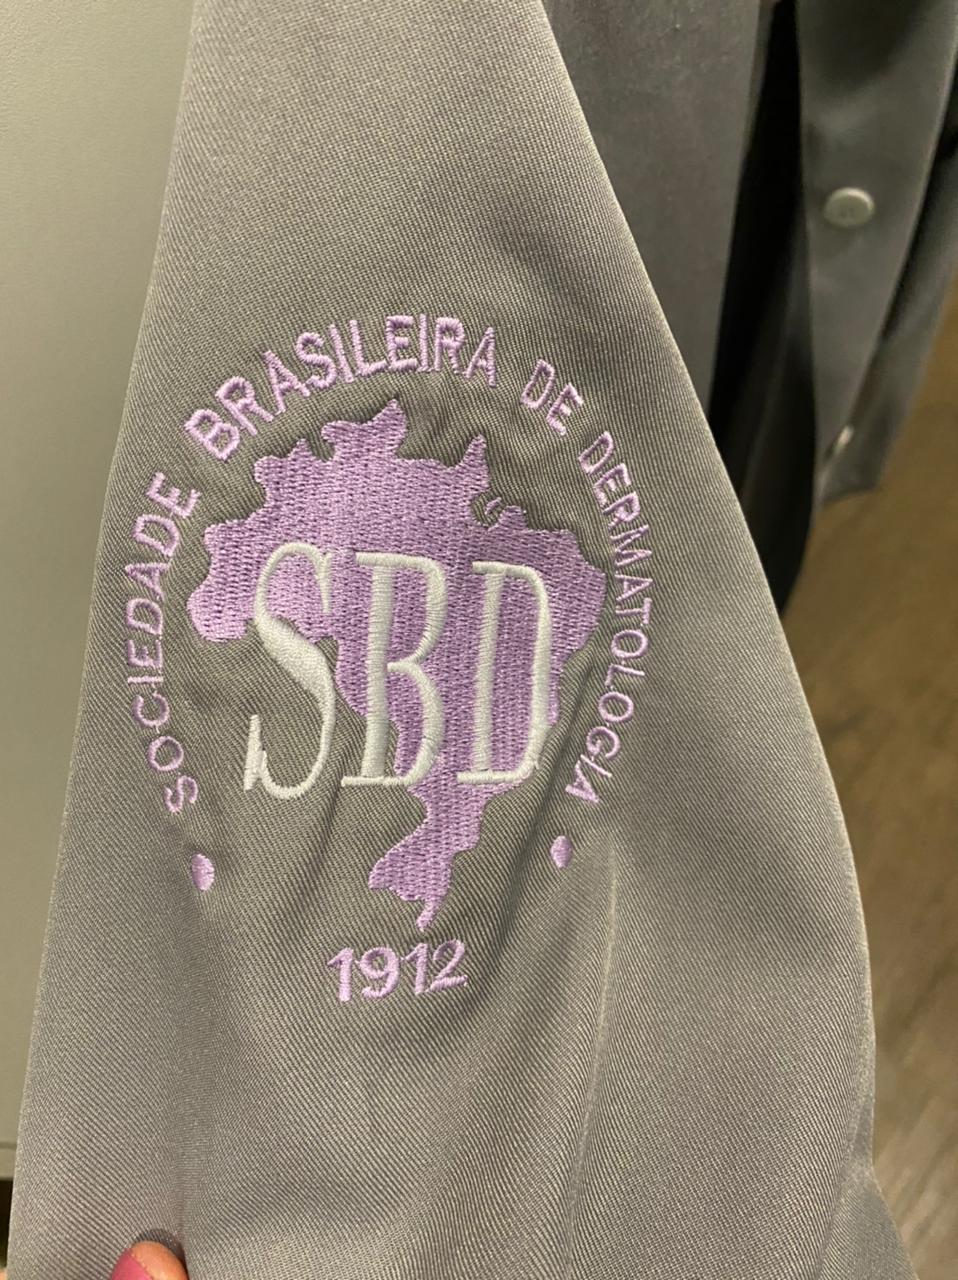 SOCIEDADE BRASILEIRA DE DERMATOLOGIA
SBD
1912